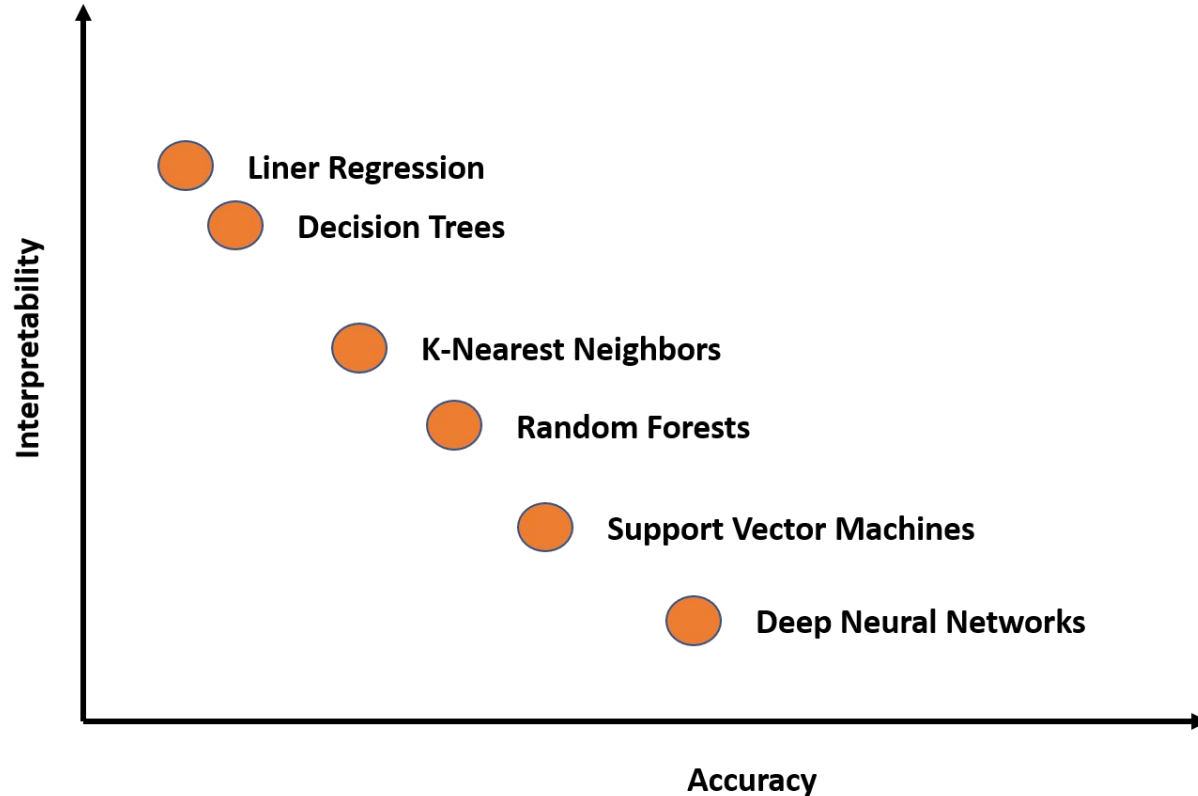 Liner Regression
Decision Trees
Interpretability
K-Nearest Neighbors
Random Forests
Support Vector Machines
Deep Neural Networks
Accuracy